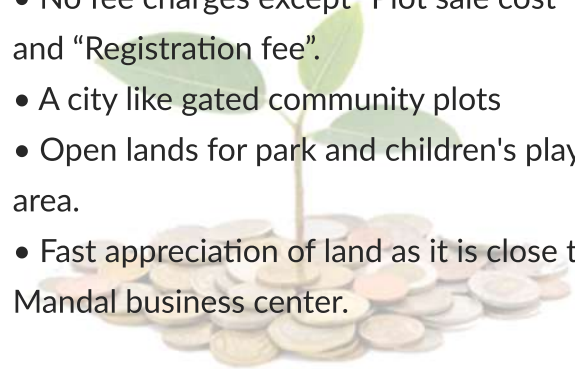 • No fee charges except "Plot sale cost"
and “Registration fee”.
• A city like gated community plots
• Open lands for park and children's play
area.
• Fast appreciation of land as it is close t
Mandal business center.